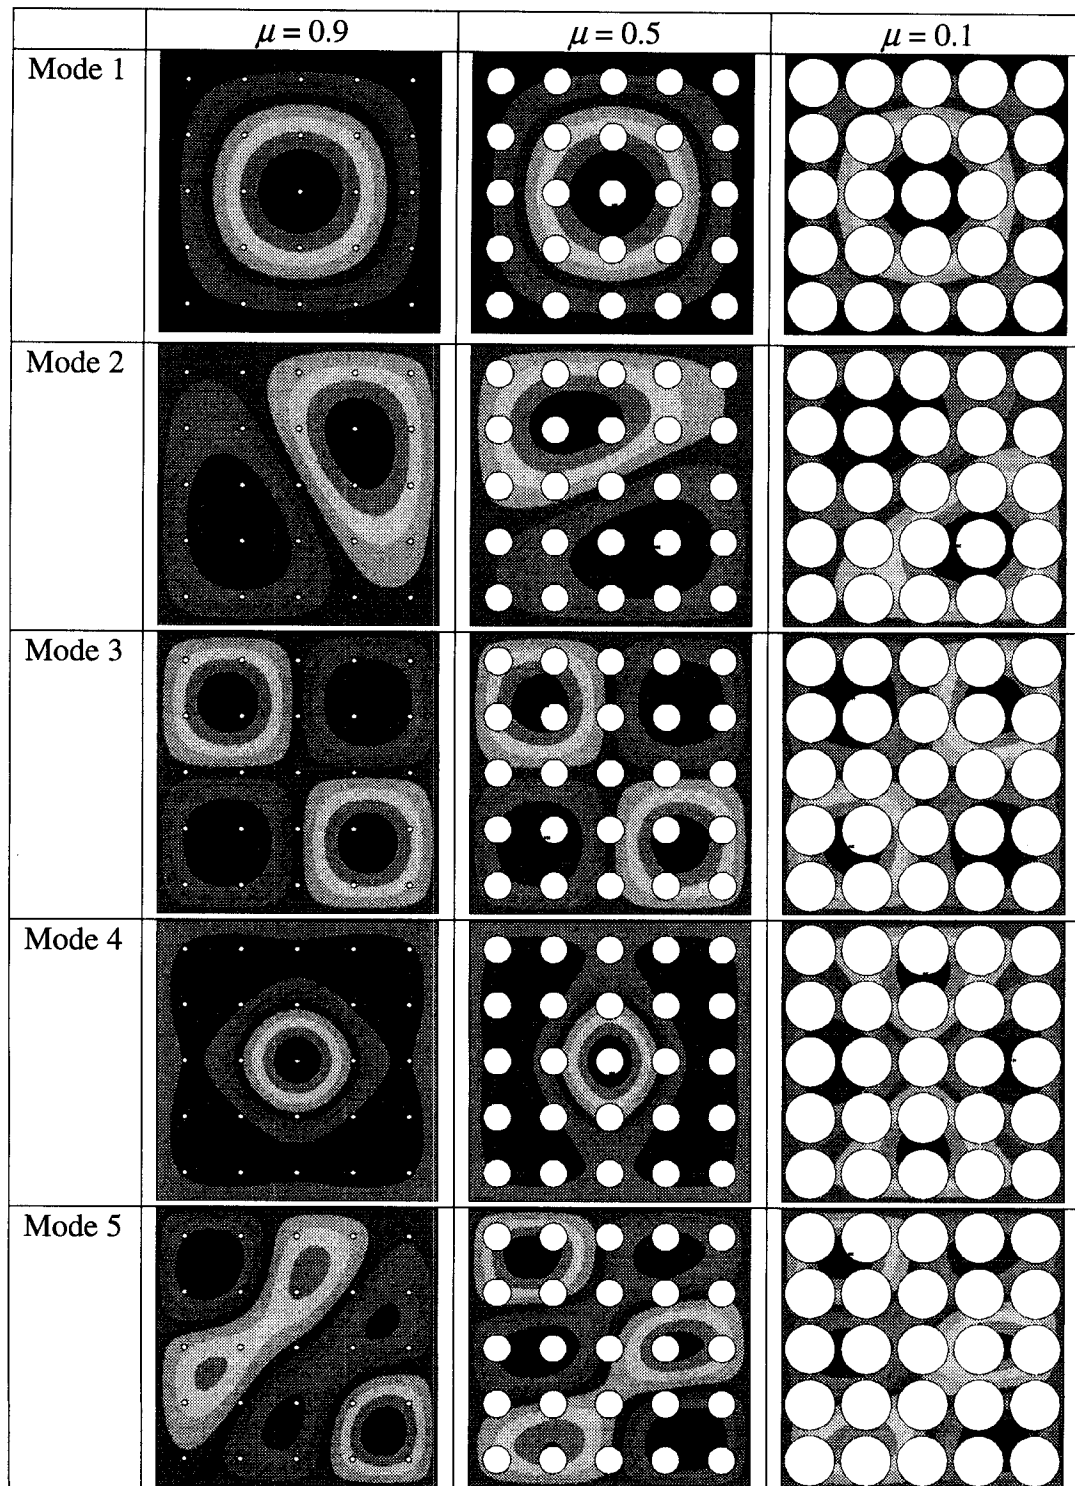 μ = 0.9 μ = 0.5 μ = 0.1
Mode 1
Mode 2
Mode 3
Mode 4
Mode 5